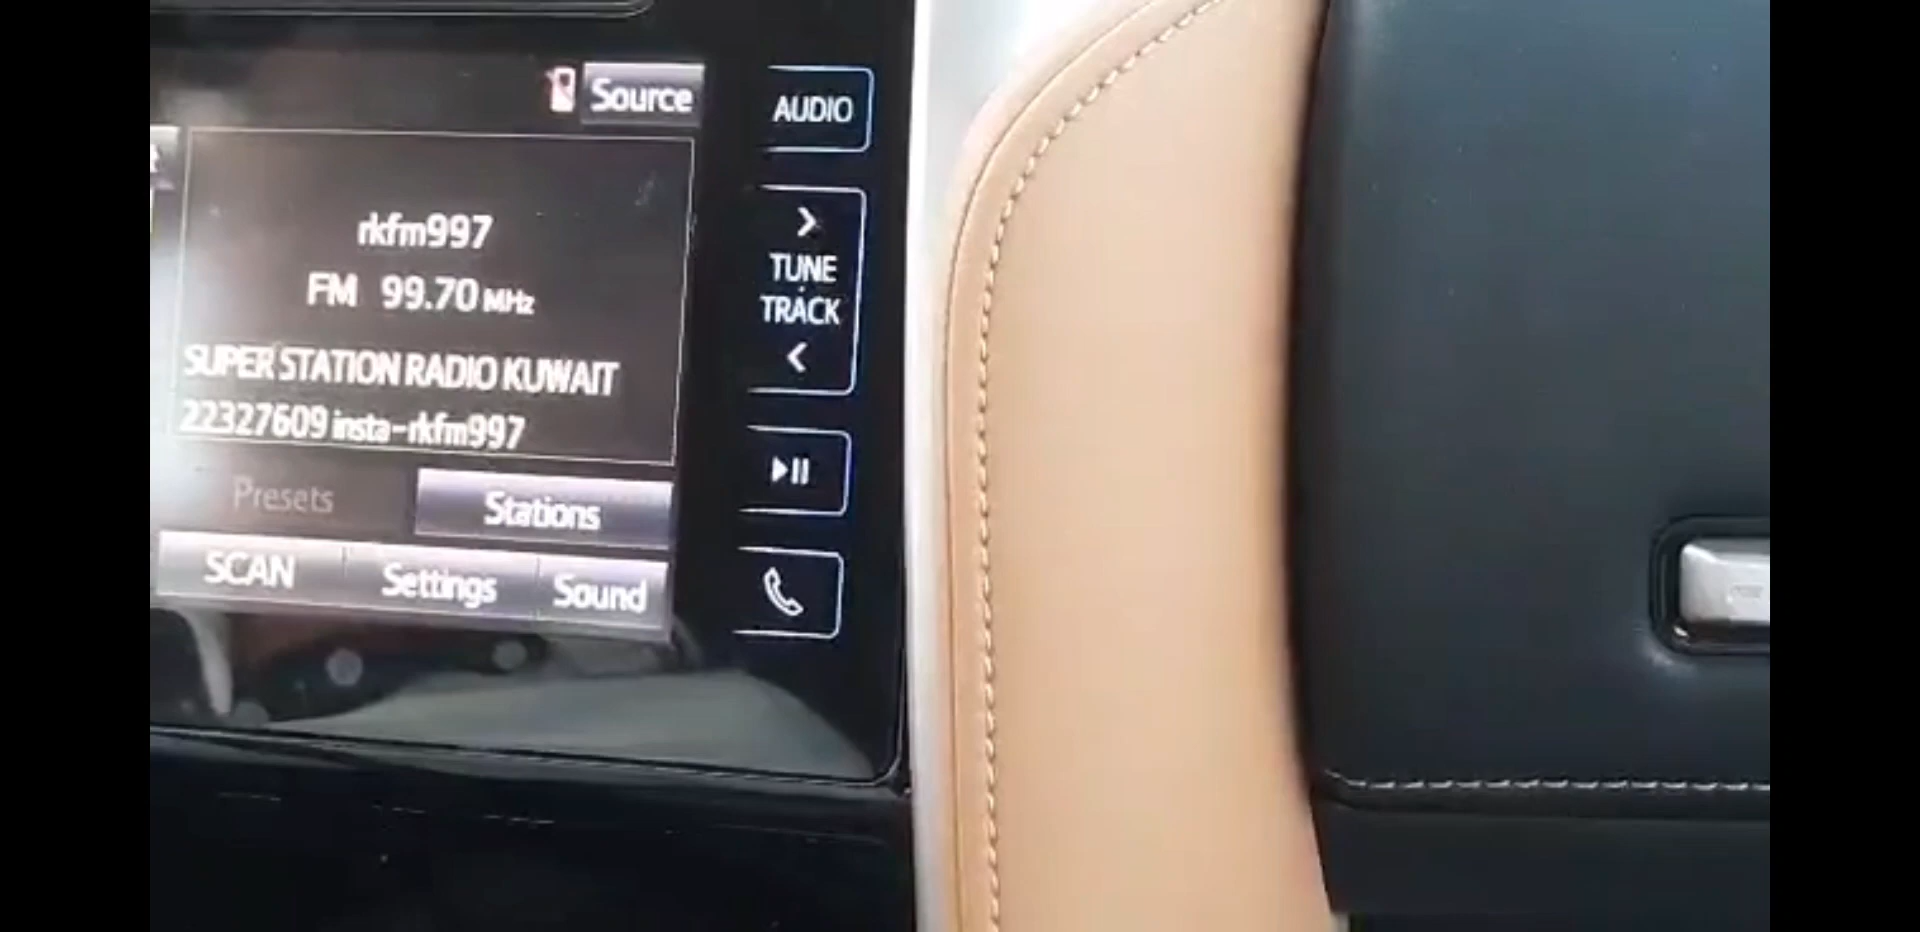 Source
AUDIO
rkfm997
FM 99.70 MHz
SUPER STATION RADIO KUWAIT
22327609 insta-rkfm997
TUNE
TRACK
Presets
Stations
SCAN
Settings
Sound